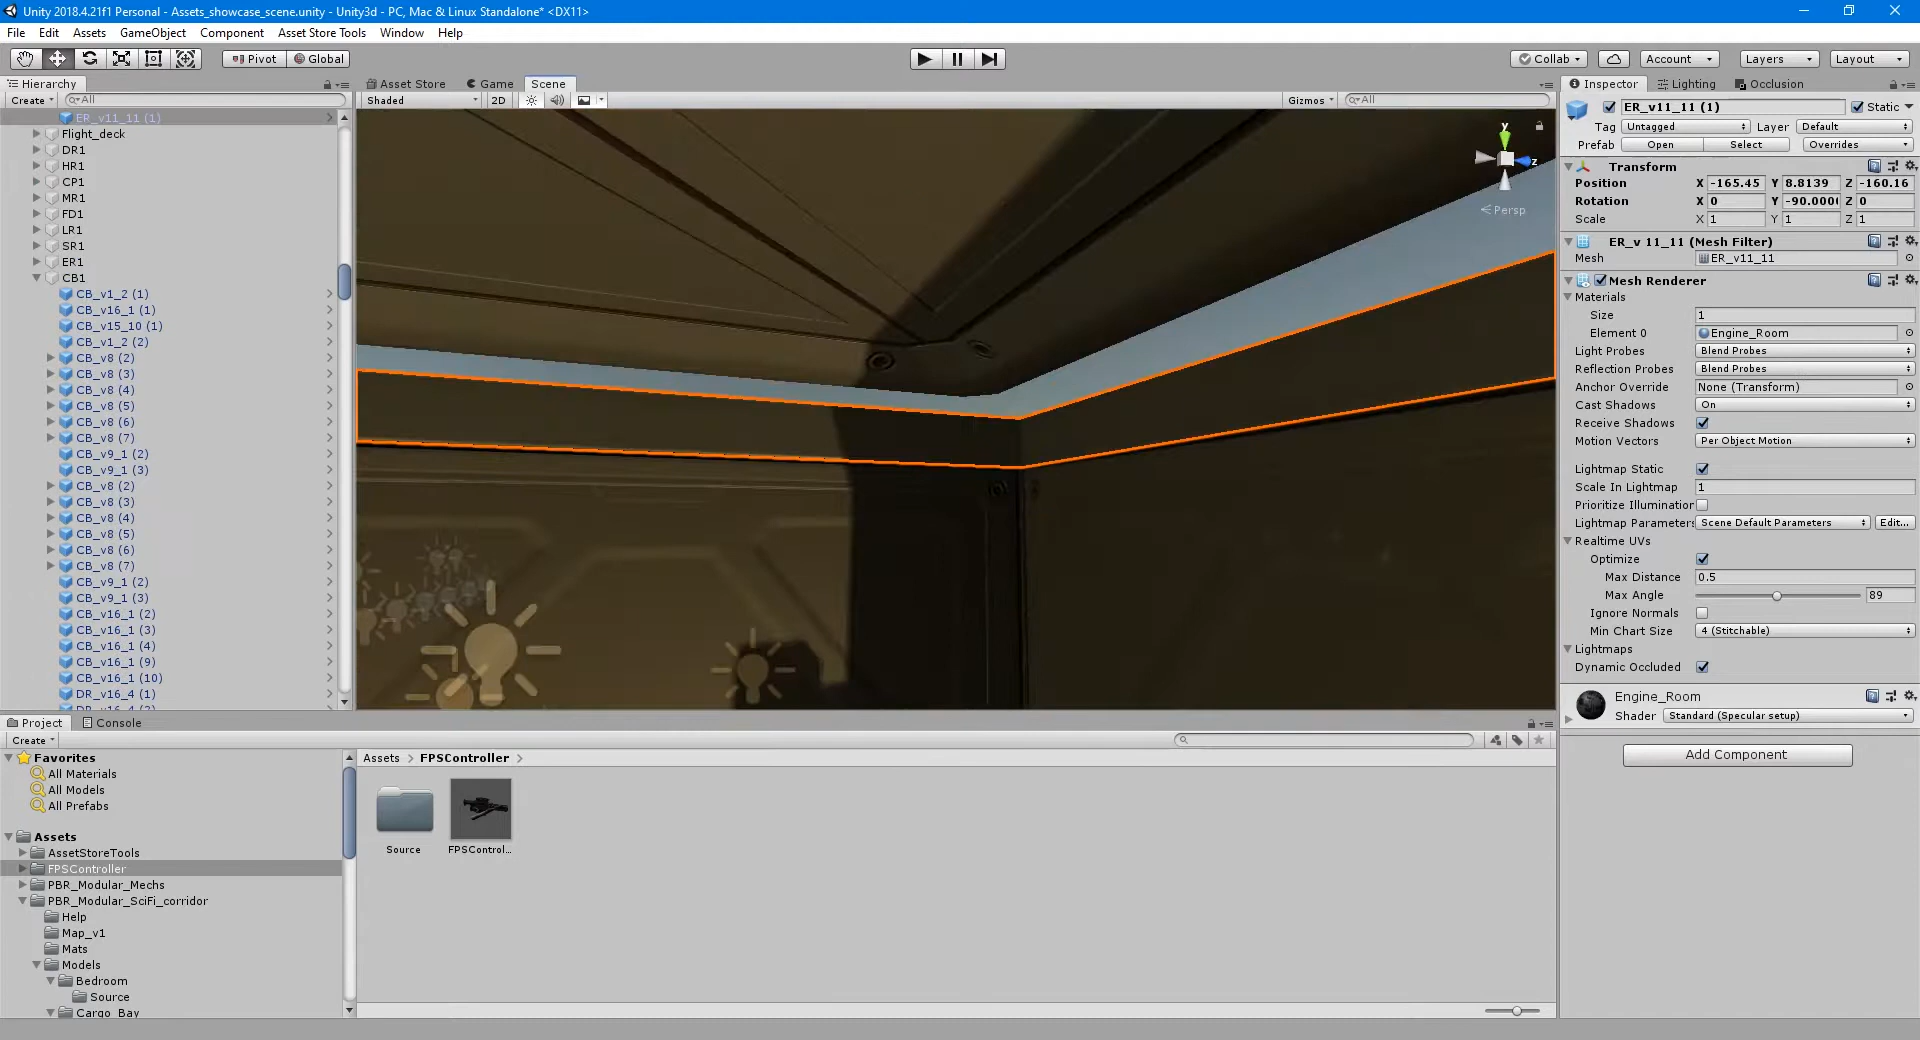 Unity 2018.4.21f1 Personal - Assets_showcase_scene.unity - Unity3d - PC, Mac & Linux Standalone* <DX11>
File Edit Assets GameObject Component Asset Store Tools Window Help
Pivot Global Collab Account Layers Layout
Hierarchy
Create All
ER_v11_11 (1)
Flight_deck
DR1
HR1
CP1
MR1
FD1
LR1
SR1
ER1
CB1
CB_v1_2 (1)
CB_v16_1 (1)
CB_v15_10 (1)
CB_v1_2 (2)
CB_v8 (2)
CB_v8 (3)
CB_v8 (4)
CB_v8 (5)
CB_v8 (6)
CB_v8 (7)
CB_v9_1 (2)
CB_v9_1 (3)
CB_v8 (2)
CB_v8 (3)
CB_v8 (4)
CB_v8 (5)
CB_v8 (6)
CB_v8 (7)
CB_v9_1 (2)
CB_v9_1 (3)
CB_v16_1 (2)
CB_v16_1 (3)
CB_v16_1 (4)
CB_v16_1 (9)
CB_v16_1 (10)
DR_v16_4 (1)
Asset Store Game Scene
Shaded 2D Gizmos All
y
z
Persp
Inspector Lighting Occlusion
ER_v11_11 (1) Static
Tag Untagged Layer Default
Prefab Open Select Overrides
Transform
Position X -165.45 Y 8.8139 Z -160.16
Rotation X 0 Y -90.000 Z 0
Scale X 1 Y 1 Z 1
ER_v 11_11 (Mesh Filter)
Mesh ER_v11_11
Mesh Renderer
Materials
Size 1
Element 0 Engine_Room
Light Probes Blend Probes
Reflection Probes Blend Probes
Anchor Override None (Transform)
Cast Shadows On
Receive Shadows
Motion Vectors Per Object Motion
Lightmap Static
Scale In Lightmap 1
Prioritize Illumination
Lightmap Parameters Scene Default Parameters Edit...
Realtime UVs
Optimize
Max Distance 0.5
Max Angle 89
Ignore Normals
Min Chart Size 4 (Stitchable)
Lightmaps
Dynamic Occluded
Engine_Room
Shader Standard (Specular setup)
Add Component
Project Console
Create
Favorites
All Materials
All Models
All Prefabs
Assets
AssetStoreTools
FPSController
PBR_Modular_Mechs
PBR_Modular_SciFi_corridor
Help
Map_v1
Mats
Models
Bedroom
Source
Cargo_Bay
Assets > FPSController >
Source FPSControl...